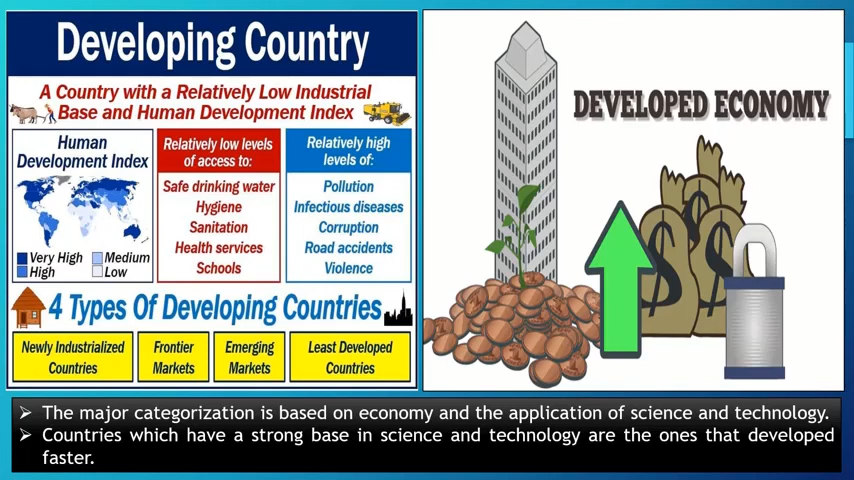 Developing Country
A Country with a Relatively Low Industrial
Base and Human Development Index
Human
Development Index
Very High
Medium
High
Low
Relatively low levels
of access to:
Safe drinking water
Hygiene
Sanitation
Health services
Schools
Relatively high
levels of:
Pollution
Infectious diseases
Corruption
Road accidents
Violence
4 Types Of Developing Countries
Newly Industrialized
Countries
Frontier
Markets
Emerging
Markets
Least Developed
Countries
DEVELOPED ECONOMY
$
$
$
➢ The major categorization is based on economy and the application of science and technology.
➢ Countries which have a strong base in science and technology are the ones that developed
faster.